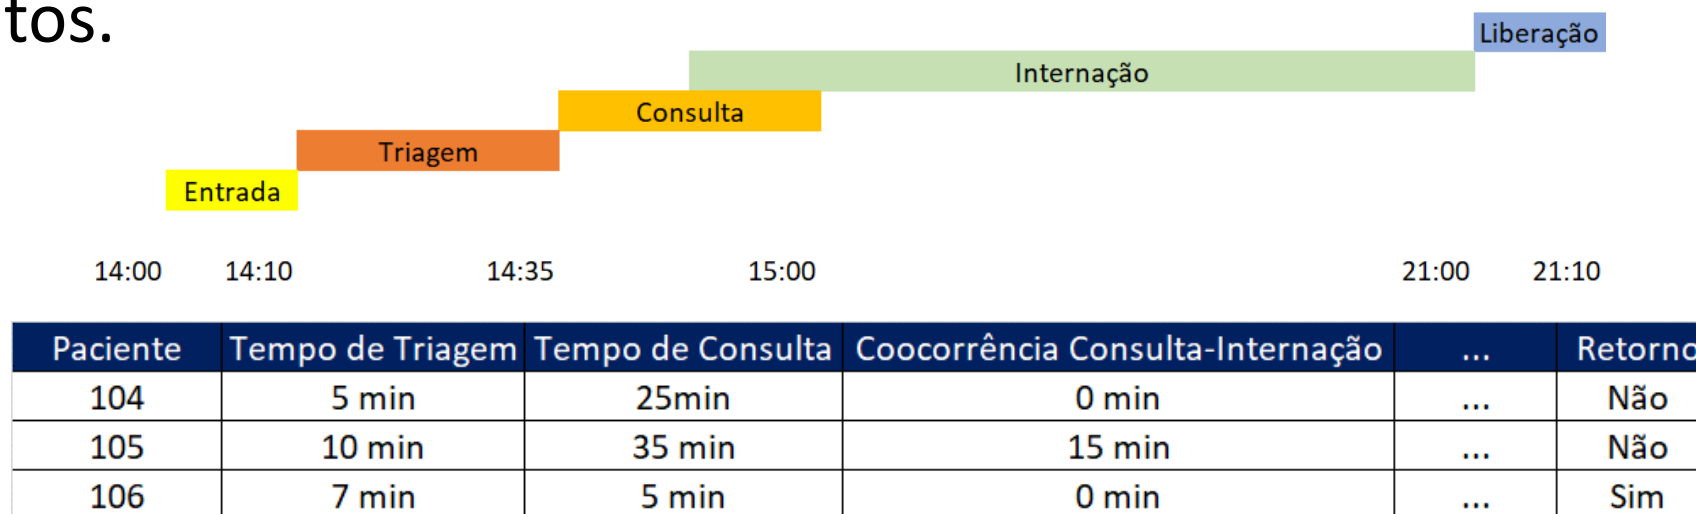 tos.
Liberação
Internação
Consulta
Triagem
Entrada
14:00 14:10 14:35 15:00 21:00 21:10
Paciente Tempo de Triagem Tempo de Consulta Coocorrência Consulta-Internação ... Retorno
104 5 min 25min 0 min ... Não
105 10 min 35 min 15 min ... Não
106 7 min 5 min 0 min ... Sim